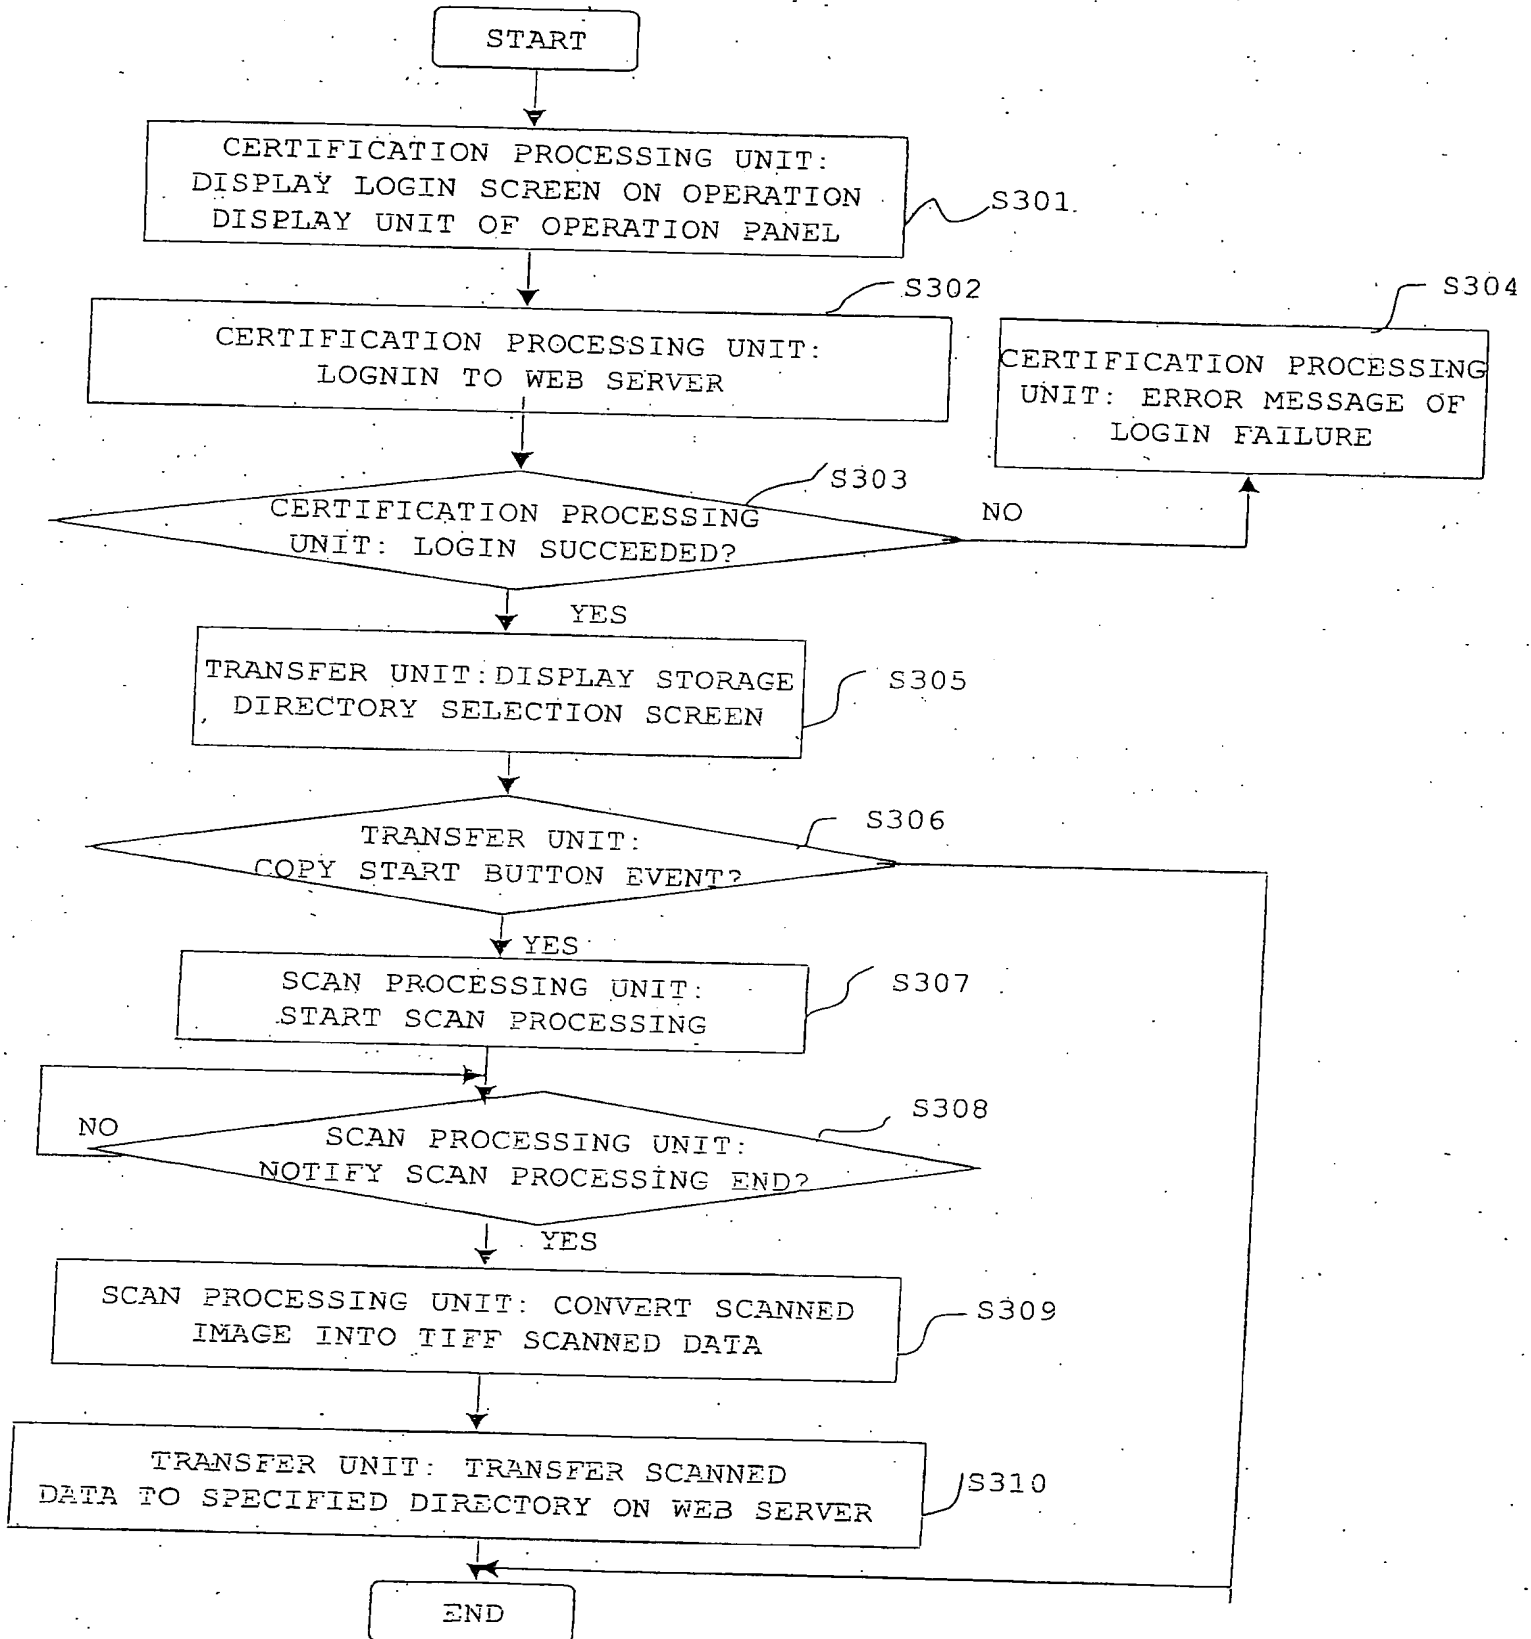 START
CERTIFICATION PROCESSING UNIT:
DISPLAY LOGIN SCREEN ON OPERATION
DISPLAY UNIT OF OPERATION PANEL
S301
S302
CERTIFICATION PROCESSING UNIT:
LOGNIN TO WEB SERVER
S304
CERTIFICATION PROCESSING
UNIT: ERROR MESSAGE OF
LOGIN FAILURE
S303
CERTIFICATION PROCESSING
UNIT: LOGIN SUCCEEDED?
NO
YES
TRANSFER UNIT:DISPLAY STORAGE
DIRECTORY SELECTION SCREEN
S305
S306
TRANSFER UNIT:
COPY START BUTTON EVENT?
YES
SCAN PROCESSING UNIT:
START SCAN PROCESSING
S307
S308
NO
SCAN PROCESSING UNIT:
NOTIFY SCAN PROCESSING END?
YES
SCAN PROCESSING UNIT: CONVERT SCANNED
IMAGE INTO TIFF SCANNED DATA
S309
TRANSFER UNIT: TRANSFER SCANNED
DATA TO SPECIFIED DIRECTORY ON WEB SERVER
S310
END